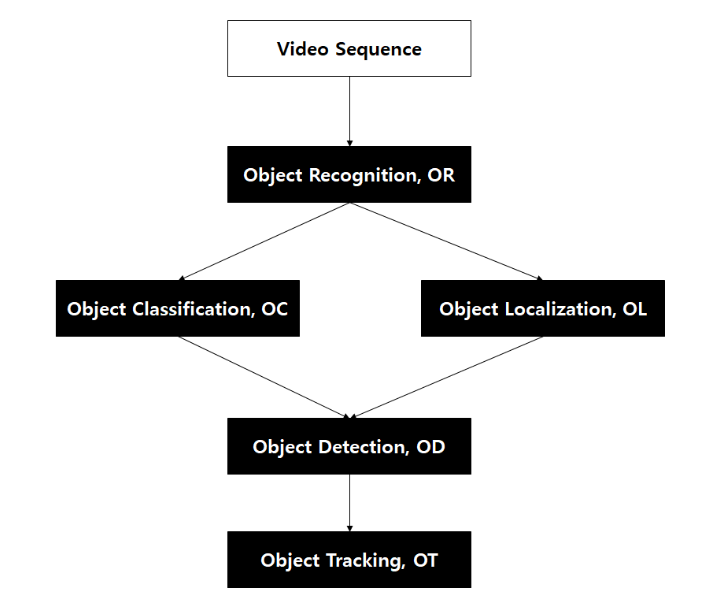 Video Sequence
Object Recognition, OR
Object Classification, OC
Object Localization, OL
Object Detection, OD
Object Tracking, OT